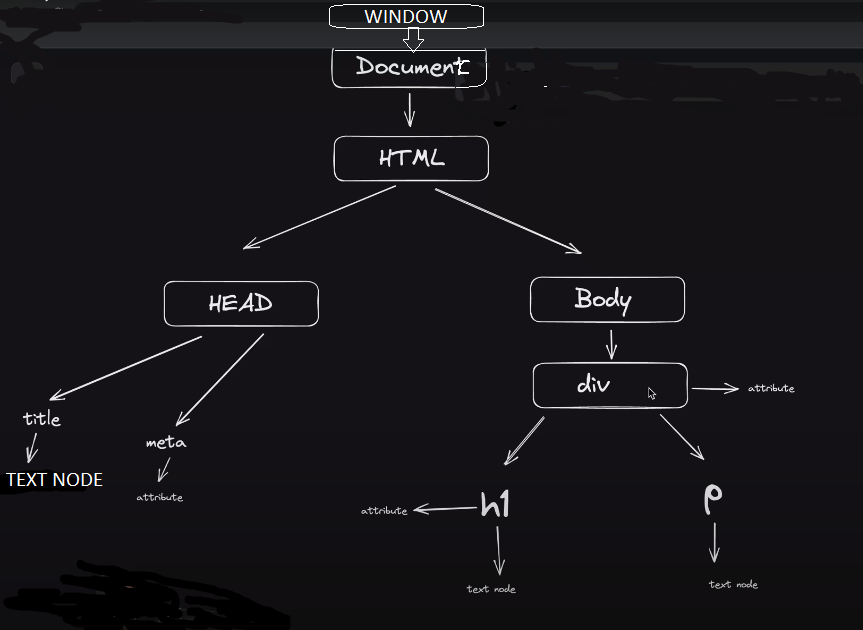 WINDOW
Document
HTML
HEAD
Body
div
attribute
title
meta
TEXT NODE
attribute
attribute
h1
p
text node
text node